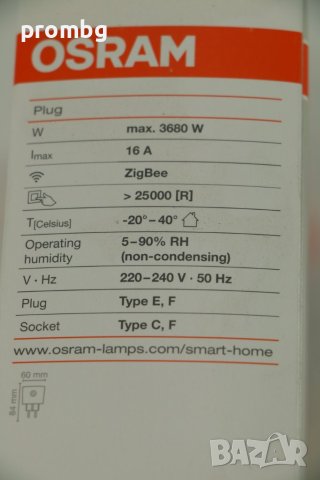 prombg
OSRAM
Plug
W max. 3680 W
Imax 16 A
ZigBee
> 25000 [R]
T[Celsius] -20°–40°
Operating 5–90% RH
humidity (non-condensing)
V · Hz 220–240 V · 50 Hz
Plug Type E, F
Socket Type C, F
www.osram-lamps.com/smart-home
60 mm
84 mm
BAZAR